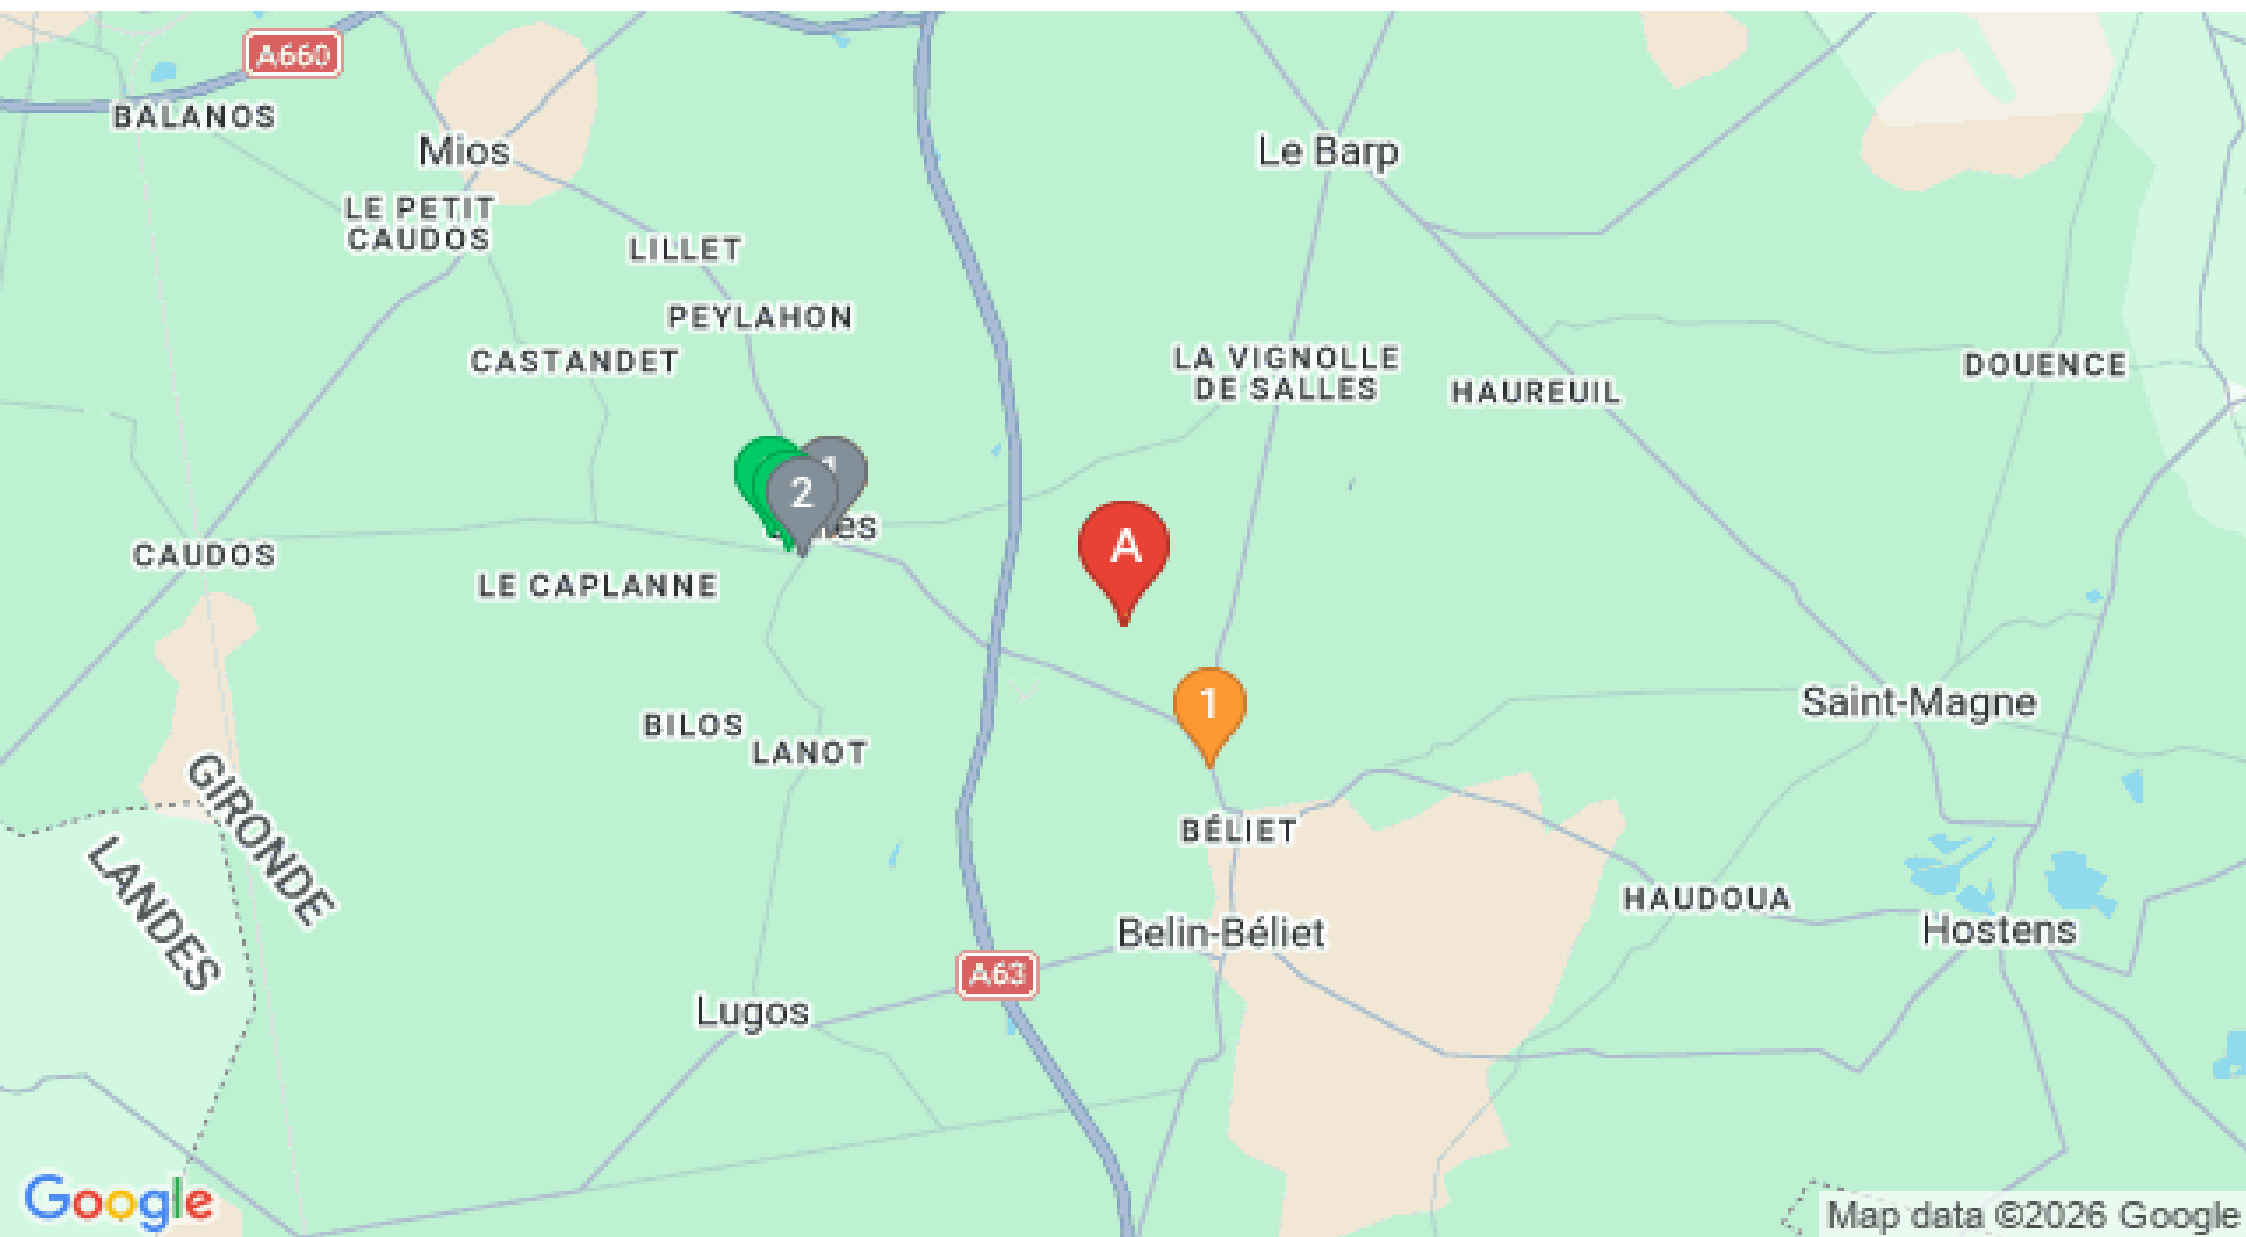 A660
BALANOS
Mios
Le Barp
LE PETIT
CAUDOS
LILLET
PEYLAHON
CASTANDET
LA VIGNOLLE
DE SALLES
HAUREUIL
DOUENCE
1
2
A
CAUDOS
LE CAPLANNE
1
Saint-Magne
BILOS
LANOT
GIRONDE
LANDES
BÉLIET
HAUDOUA
Belin-Béliet
Hostens
A63
Lugos
Google
Map data ©2026 Google